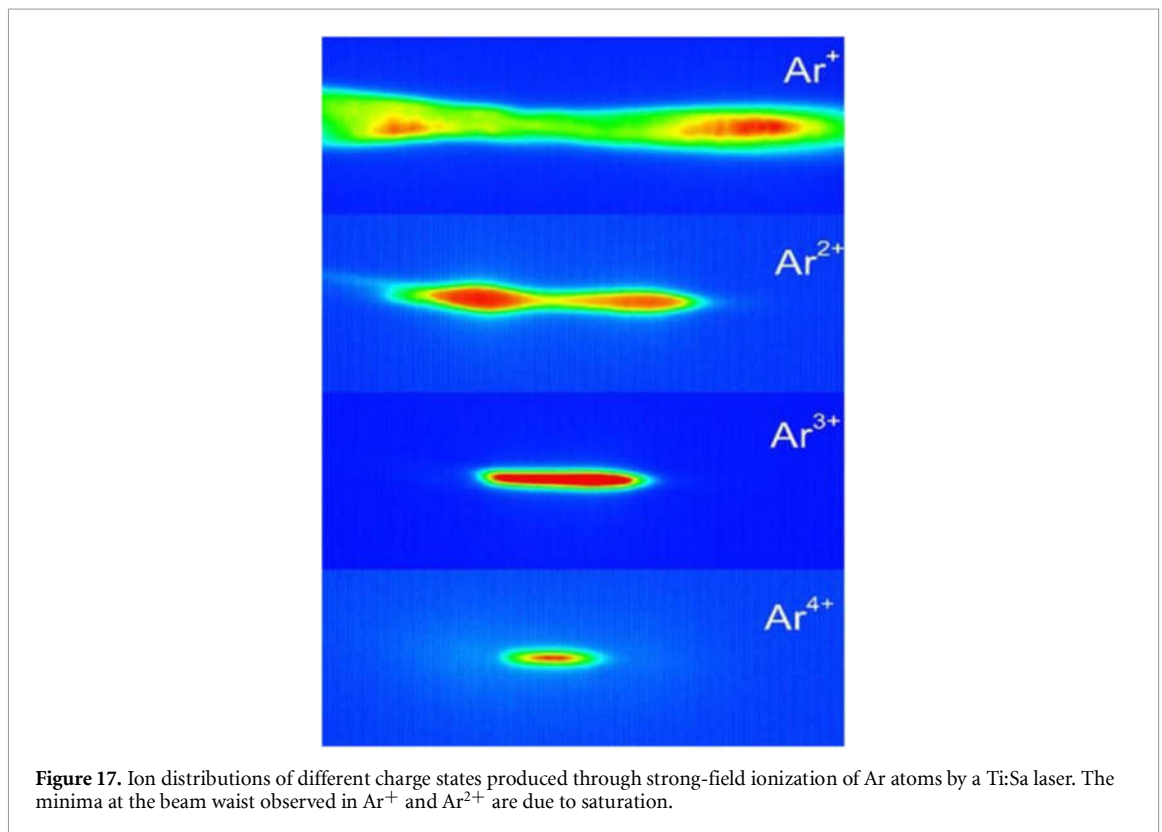 Ar⁺
Ar²⁺
Ar³⁺
Ar⁴⁺
Figure 17. Ion distributions of different charge states produced through strong-field ionization of Ar atoms by a Ti:Sa laser. The
minima at the beam waist observed in Ar⁺ and Ar²⁺ are due to saturation.